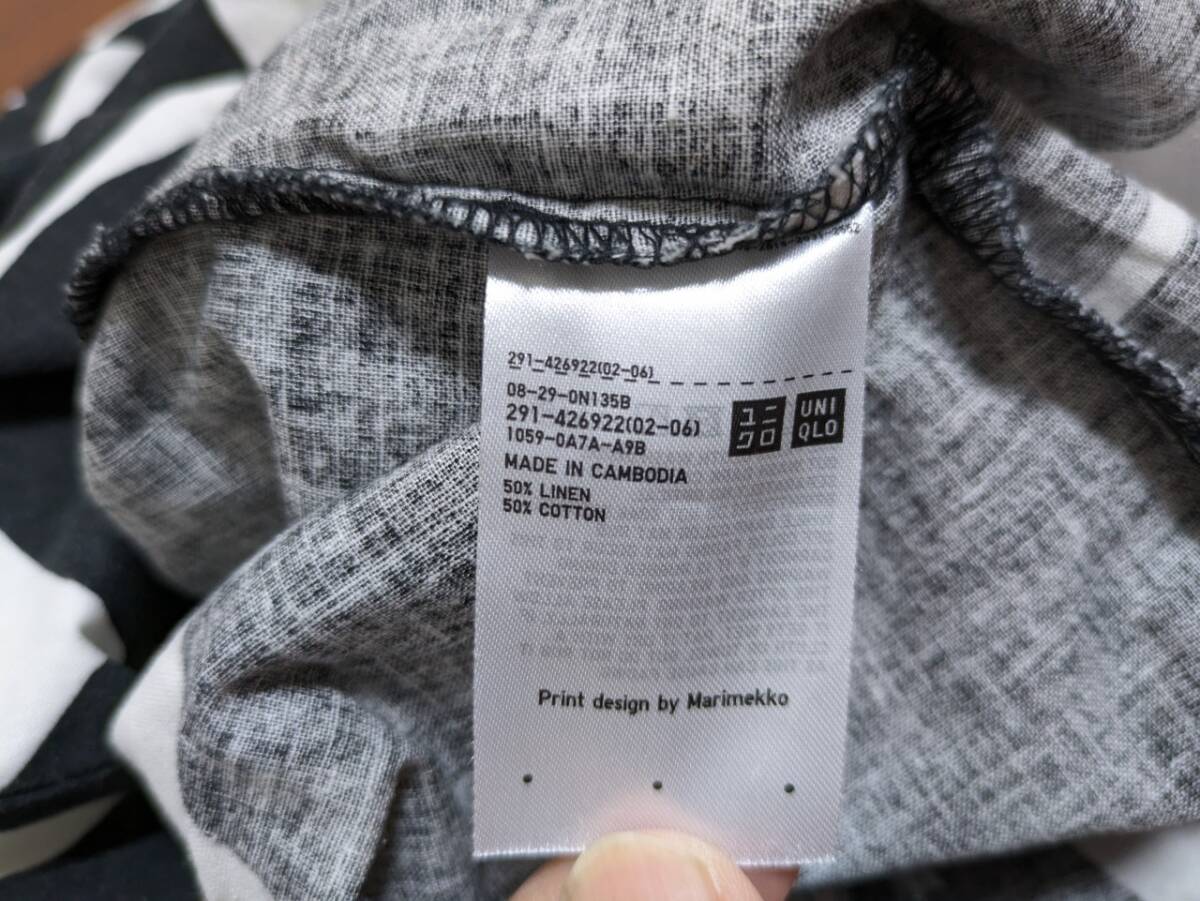 291-426922(02-06)
08-29-0N135B
291-426922(02-06)
1059-0A7A-A9B
MADE IN CAMBODIA
50% LINEN
50% COTTON
ユニ
クロ
UNI
QLO
Print design by Marimekko